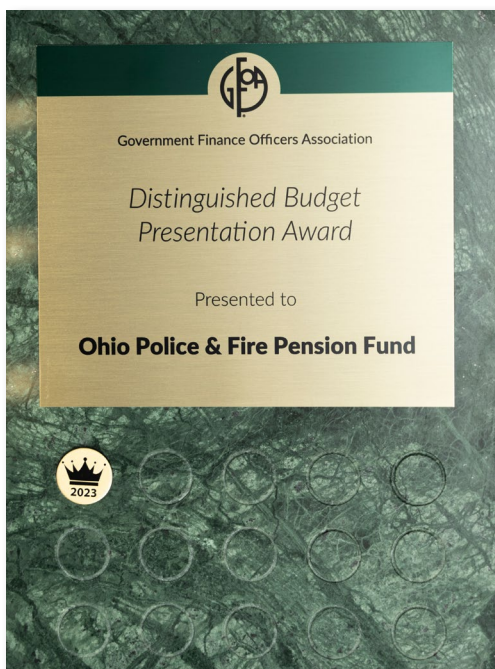 GFOA
Government Finance Officers Association
Distinguished Budget
Presentation Award
Presented to
Ohio Police & Fire Pension Fund
2023